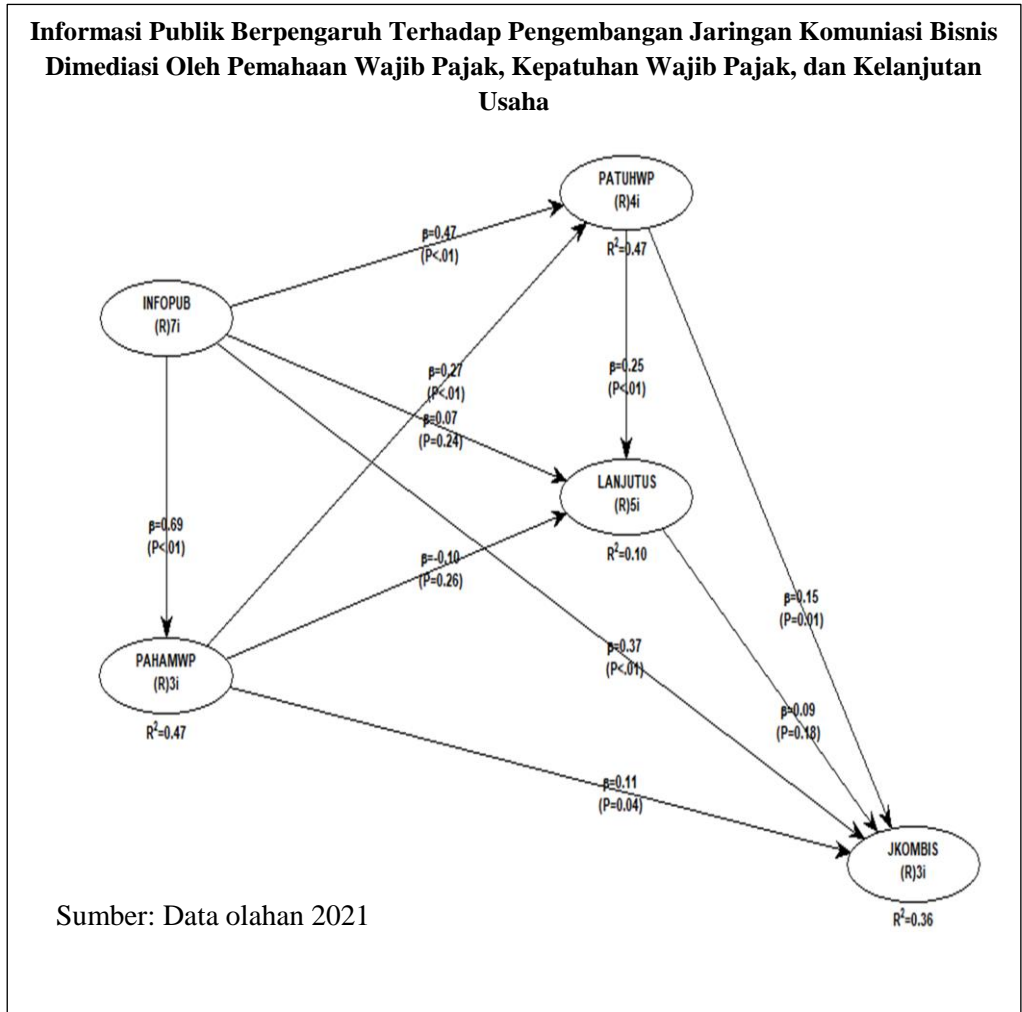 Informasi Publik Berpengaruh Terhadap Pengembangan Jaringan Komuniasi Bisnis
Dimediasi Oleh Pemahaan Wajib Pajak, Kepatuhan Wajib Pajak, dan Kelanjutan
Usaha
PATUHWP
(R)4i
R²=0.47
β=0.47
(P<.01)
INFOPUB
(R)7i
β=0.27
(P<.01)
β=0.25
(P<.01)
β=0.07
(P=0.24)
LANJUTUS
(R)5i
R²=0.10
β=0.69
(P<.01)
β=-0.10
(P=0.26)
β=0.15
(P=0.01)
β=0.37
(P<.01)
PAHAMWP
(R)3i
R²=0.47
β=0.09
(P=0.18)
β=0.11
(P=0.04)
JKOMBIS
(R)3i
R²=0.36
Sumber: Data olahan 2021